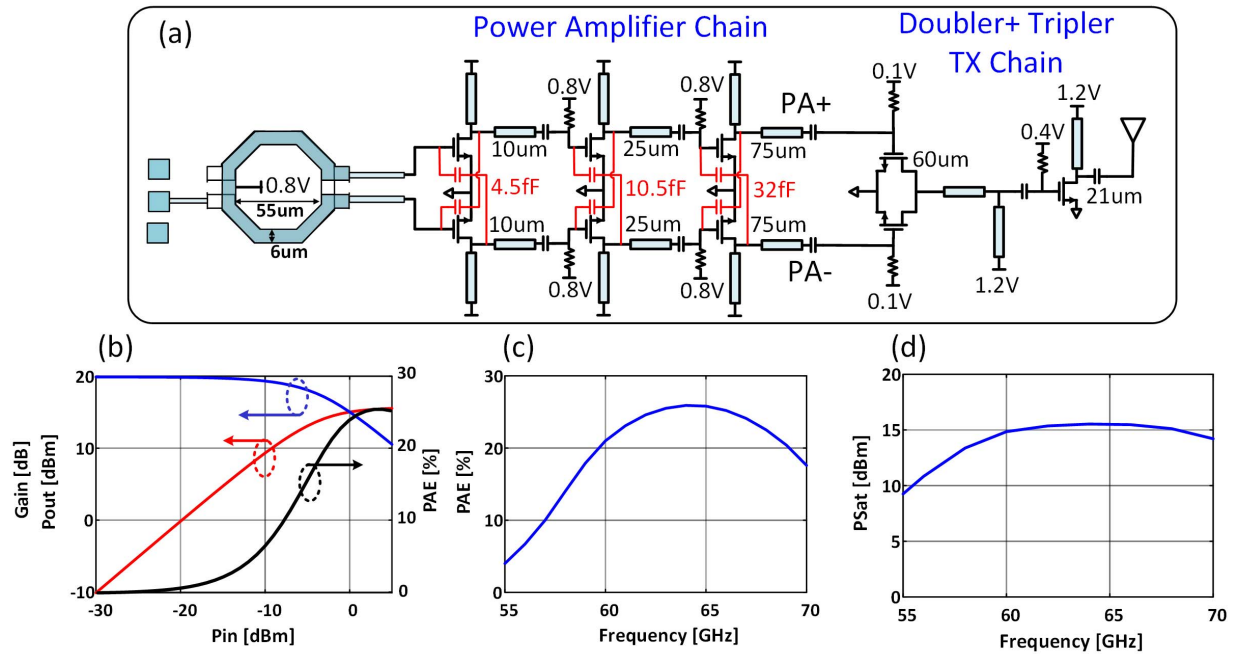 (a)
Power Amplifier Chain
Doubler+ Tripler
TX Chain
0.8V
0.8V
PA+
0.1V
1.2V
0.4V
10um
25um
75um
60um
0.8V
55um
4.5fF
10.5fF
32fF
21um
6um
10um
25um
75um
0.8V
0.8V
PA-
0.1V
1.2V
(b)
(c)
(d)
20
10
0
-10
-30
-20
-10
0
30
20
10
0
Gain [dB]
Pout [dBm]
PAE [%]
Pin [dBm]
30
20
10
0
55
60
65
70
PAE [%]
Frequency [GHz]
20
15
10
5
0
55
60
65
70
PSat [dBm]
Frequency [GHz]